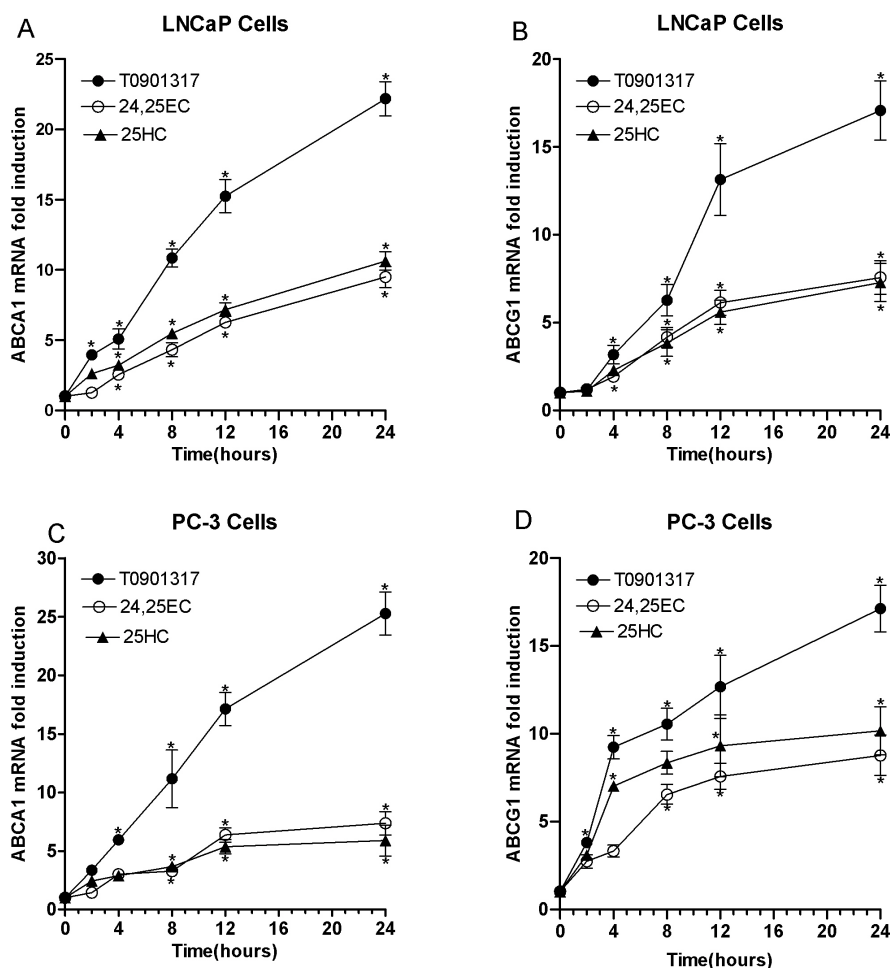 A
LNCaP Cells
ABCA1 mRNA fold induction
25
20
15
10
5
0
T0901317
24,25EC
25HC
* * * * *
* * *
* * * *
* * *
0 4 8 12 24
Time(hours)
B
LNCaP Cells
ABCG1 mRNA fold induction
20
15
10
5
0
T0901317
24,25EC
25HC
0 4 8 12 16 20 24
Time(hours)
C
PC-3 Cells
ABCA1 mRNA fold induction
30
25
20
15
10
5
0
T0901317
24,25EC
25HC
0 4 8 12 16 20 24
Time(hours)
D
PC-3 Cells
ABCG1 mRNA fold induction
20
15
10
5
0
T0901317
24,25EC
25HC
0 4 8 12 16 20 24
Time(hours)